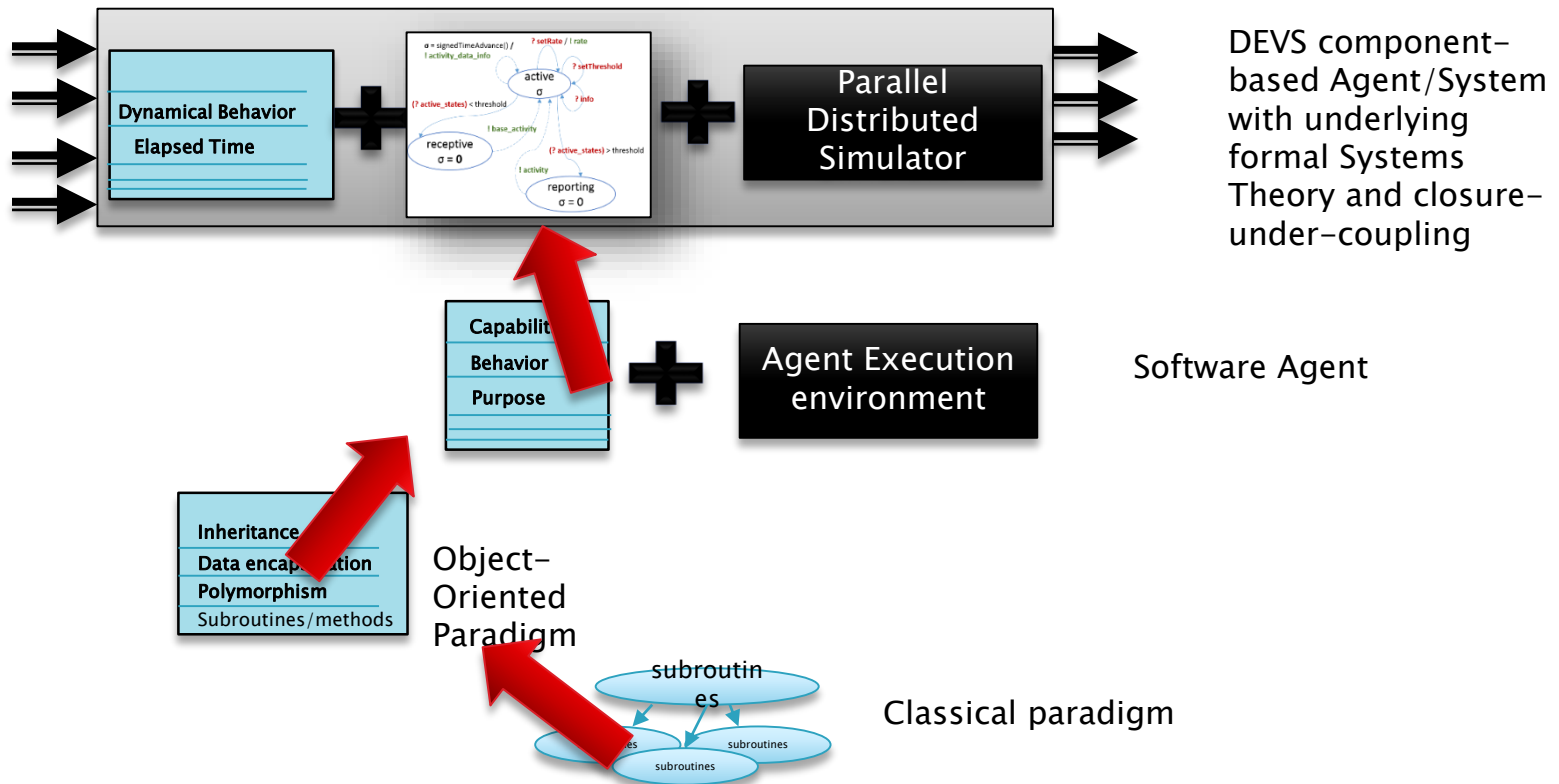 σ = signedTimeAdvance() /
! activity_data_info
? setRate / ! rate
? setThreshold
active
σ
? info
(? active_states) < threshold
! base_activity
receptive
σ = 0
(? active_states) > threshold
! activity
reporting
σ = 0
Dynamical Behavior
Elapsed Time
Parallel
Distributed
Simulator
DEVS component-
based Agent/System
with underlying
formal Systems
Theory and closure-
under-coupling
Capabilit
Behavior
Purpose
Agent Execution
environment
Software Agent
Inheritance
Data encap ation
Polymorphism
Subroutines/methods
Object-
Oriented
Paradigm
subroutin
es
subroutines
subroutines
Classical paradigm